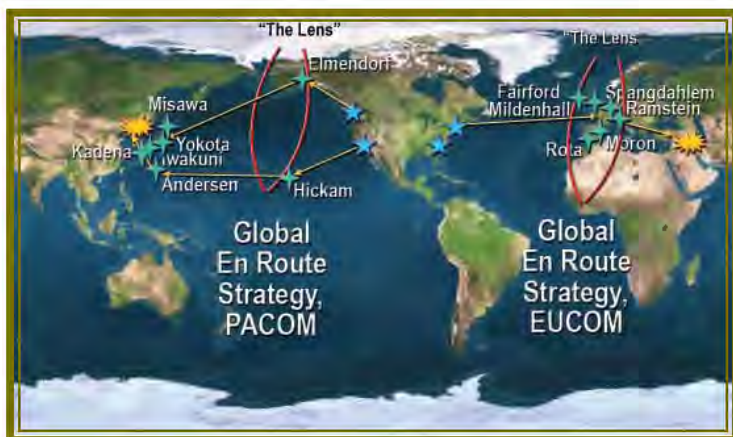 "The Lens"
"The Lens
Elmendorf
Fairford
Spangdahlem
Mildenhall
Ramstein
Misawa
Kadena
Yokota
Iwakuni
Rota
Moron
Andersen
Hickam
Global
En Route
Strategy,
PACOM
Global
En Route
Strategy,
EUCOM